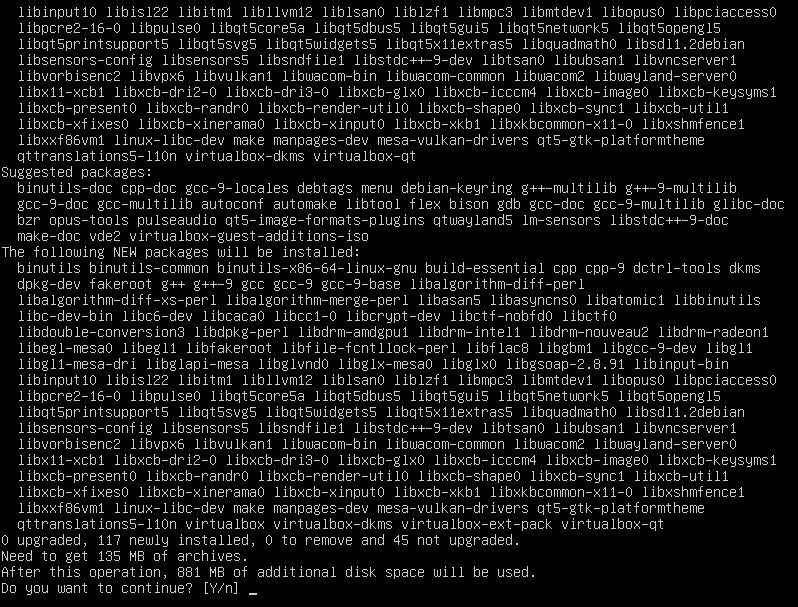 libinput10 libisl22 libitm1 libllvm12 liblsan0 liblzf1 libmpc3 libmtdev1 libopus0 libpciaccess0
libpcre2-16-0 libpulse0 libqt5core5a libqt5dbus5 libqt5gui5 libqt5network5 libqt5opengl5
libqt5printsupport5 libqt5svg5 libqt5widgets5 libqt5x11extras5 libquadmath0 libsdl1.2debian
libsensors-config libsensors5 libsndfile1 libstdc++-9-dev libtsan0 libubsan1 libvncserver1
libvorbisenc2 libvpx6 libvulkan1 libwacom-bin libwacom-common libwacom2 libwayland-server0
libx11-xcb1 libxcb-dri2-0 libxcb-dri3-0 libxcb-glx0 libxcb-icccm4 libxcb-image0 libxcb-keysyms1
libxcb-present0 libxcb-randr0 libxcb-render-util0 libxcb-shape0 libxcb-sync1 libxcb-util1
libxcb-xfixes0 libxcb-xinerama0 libxcb-xinput0 libxcb-xkb1 libxkbcommon-x11-0 libxshmfence1
libxxf86vm1 linux-libc-dev make manpages-dev mesa-vulkan-drivers qt5-gtk-platformtheme
qttranslations5-l10n virtualbox-dkms virtualbox-qt
Suggested packages:
binutils-doc cpp-doc gcc-9-locales debtags menu debian-keyring g++-multilib g++-9-multilib
gcc-9-doc gcc-multilib autoconf automake libtool flex bison gdb gcc-doc gcc-9-multilib glibc-doc
bzr opus-tools pulseaudio qt5-image-formats-plugins qtwayland5 lm-sensors libstdc++-9-doc
make-doc vde2 virtualbox-guest-additions-iso
The following NEW packages will be installed:
binutils binutils-common binutils-x86-64-linux-gnu build-essential cpp cpp-9 dctrl-tools dkms
dpkg-dev fakeroot g++ g++-9 gcc gcc-9 gcc-9-base libalgorithm-diff-perl
libalgorithm-diff-xs-perl libalgorithm-merge-perl libasan5 libasyncns0 libatomic1 libbinutils
libc-dev-bin libc6-dev libcaca0 libcc1-0 libcrypt-dev libctf-nobfd0 libctf0
libdouble-conversion3 libdpkg-perl libdrm-amdgpu1 libdrm-intel1 libdrm-nouveau2 libdrm-radeon1
libegl-mesa0 libegl1 libfakeroot libfile-fcntllock-perl libflac8 libgbm1 libgcc-9-dev libgl1
libgl1-mesa-dri libglapi-mesa libglvnd0 libglx-mesa0 libglx0 libgsoap-2.8.91 libinput-bin
libinput10 libisl22 libitm1 libllvm12 liblsan0 liblzf1 libmpc3 libmtdev1 libopus0 libpciaccess0
libpcre2-16-0 libpulse0 libqt5core5a libqt5dbus5 libqt5gui5 libqt5network5 libqt5opengl5
libqt5printsupport5 libqt5svg5 libqt5widgets5 libqt5x11extras5 libquadmath0 libsdl1.2debian
libsensors-config libsensors5 libsndfile1 libstdc++-9-dev libtsan0 libubsan1 libvncserver1
libvorbisenc2 libvpx6 libvulkan1 libwacom-bin libwacom-common libwacom2 libwayland-server0
libx11-xcb1 libxcb-dri2-0 libxcb-dri3-0 libxcb-glx0 libxcb-icccm4 libxcb-image0 libxcb-keysyms1
libxcb-present0 libxcb-randr0 libxcb-render-util0 libxcb-shape0 libxcb-sync1 libxcb-util1
libxcb-xfixes0 libxcb-xinerama0 libxcb-xinput0 libxcb-xkb1 libxkbcommon-x11-0 libxshmfence1
libxxf86vm1 linux-libc-dev make manpages-dev mesa-vulkan-drivers qt5-gtk-platformtheme
qttranslations5-l10n virtualbox virtualbox-dkms virtualbox-ext-pack virtualbox-qt
0 upgraded, 117 newly installed, 0 to remove and 45 not upgraded.
Need to get 135 MB of archives.
After this operation, 881 MB of additional disk space will be used.
Do you want to continue? [Y/n] _